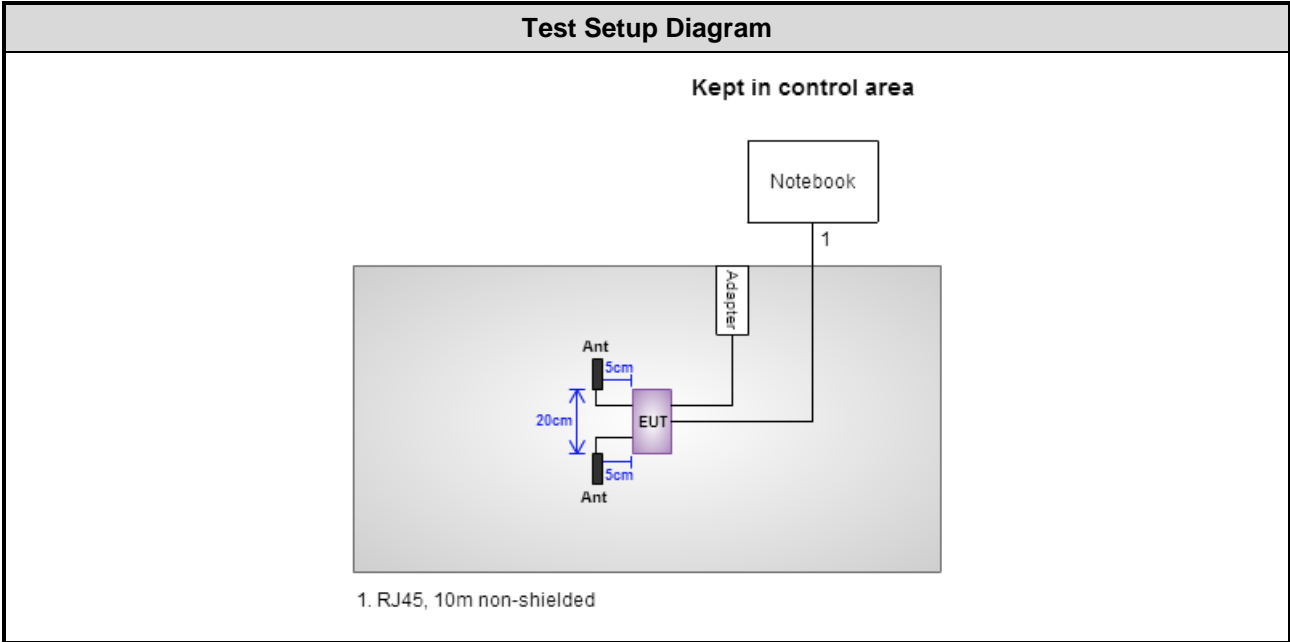 Test Setup Diagram
Kept in control area
Notebook
1
Adapter
Ant
5cm
20cm
EUT
5cm
Ant
1. RJ45, 10m non-shielded